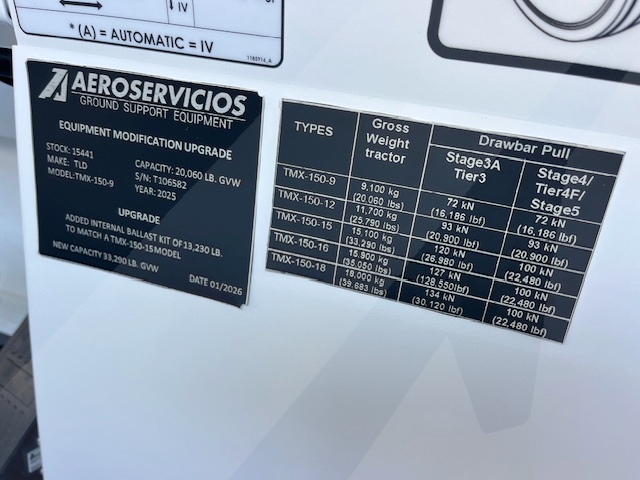 IV
* (A) = AUTOMATIC = IV
1185914_A
AEROSERVICIOS
GROUND SUPPORT EQUIPMENT
EQUIPMENT MODIFICATION UPGRADE
STOCK: 15441
MAKE: TLD
MODEL:TMX-150-9
CAPACITY: 20,060 LB. GVW
S/N: T106582
YEAR: 2025
UPGRADE
ADDED INTERNAL BALLAST KIT OF 13,230 LB.
TO MATCH A TMX-150-15 MODEL
NEW CAPACITY 33,290 LB. GVW
DATE 01/2026
TYPES
Gross
Weight
tractor
Drawbar Pull
Stage3A
Tier3
Stage4/
Tier4F/
Stage5
TMX-150-9
9,100 kg
(20,060 lbs)
72 kN
(16,186 lbf)
72 kN
(16,186 lbf)
TMX-150-12
11,700 kg
(25,790 lbs)
93 kN
(20,900 lbf)
93 kN
(20,900 lbf)
TMX-150-15
15,100 kg
(33,290 lbs)
120 kN
(26,980 lbf)
100 kN
(22,480 lbf)
TMX-150-16
15,900 kg
(35,050 lbs)
127 kN
(128,550lbf)
100 kN
(22,480 lbf)
TMX-150-18
18,000 kg
(39,683 lbs)
134 kN
(30,120 lbf)
100 kN
(22,480 lbf)